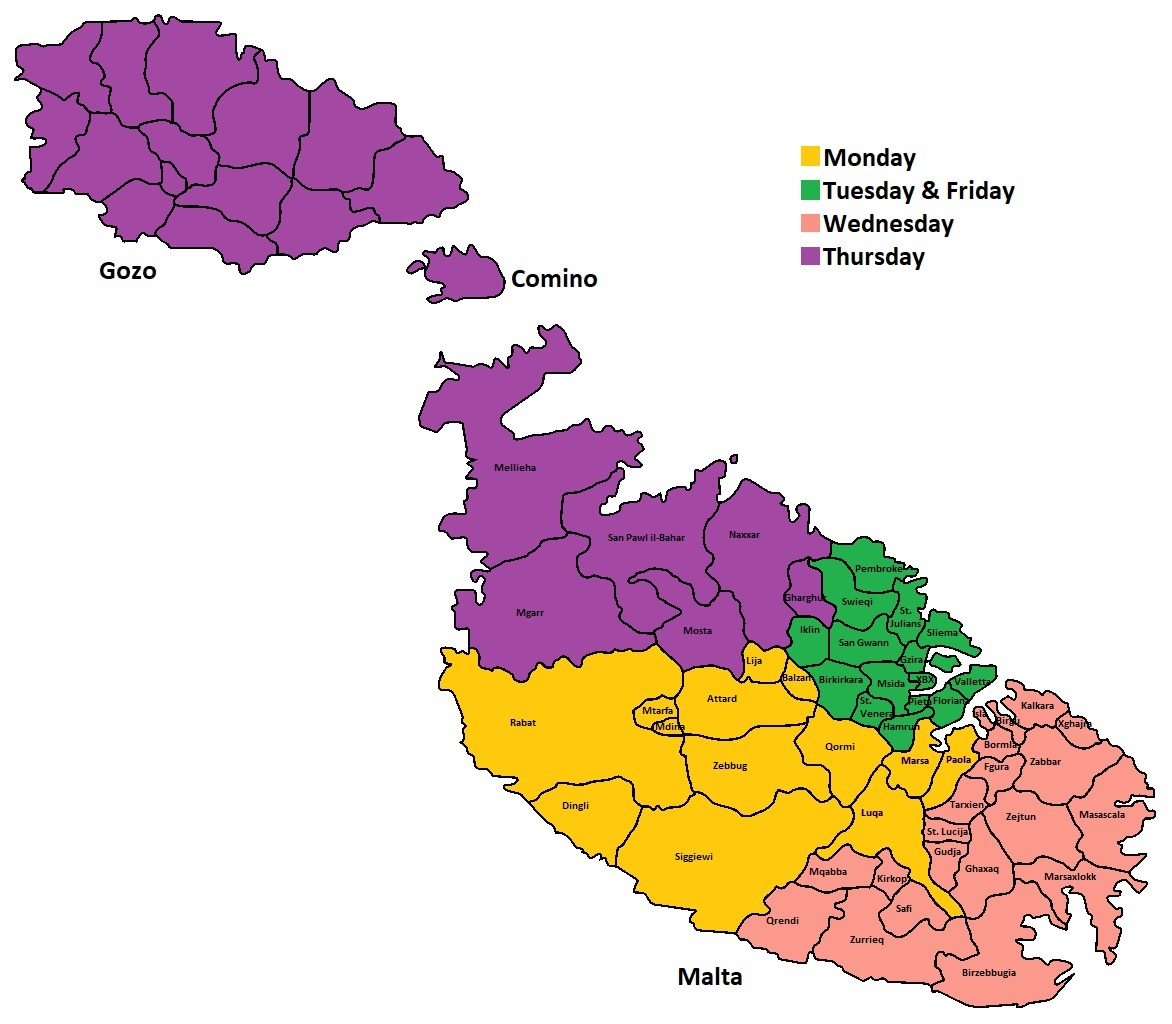 Monday
Tuesday & Friday
Wednesday
Thursday
Gozo
Comino
Mellieha
San Pawl il-Bahar
Naxxar
Pembroke
Gharghur
Swieqi
Mgarr
St.
Julians
Mosta
Iklin
San Gwann
Sliema
Lija
Gzira
Balzan
Birkirkara
Msida
XBX
Valletta
Attard
St.
Venera
Pieta
Floriana
Mtarfa
Mdina
Rabat
Hamrun
Isla
Birgu
Kalkara
Xghajra
Qormi
Bormla
Zebbug
Marsa
Paola
Fgura
Zabbar
Dingli
Luqa
Tarxien
Zejtun
Masascala
St. Lucija
Siggiewi
Gudja
Mqabba
Kirkop
Ghaxaq
Marsaxlokk
Qrendi
Safi
Zurrieq
Birzebbugia
Malta